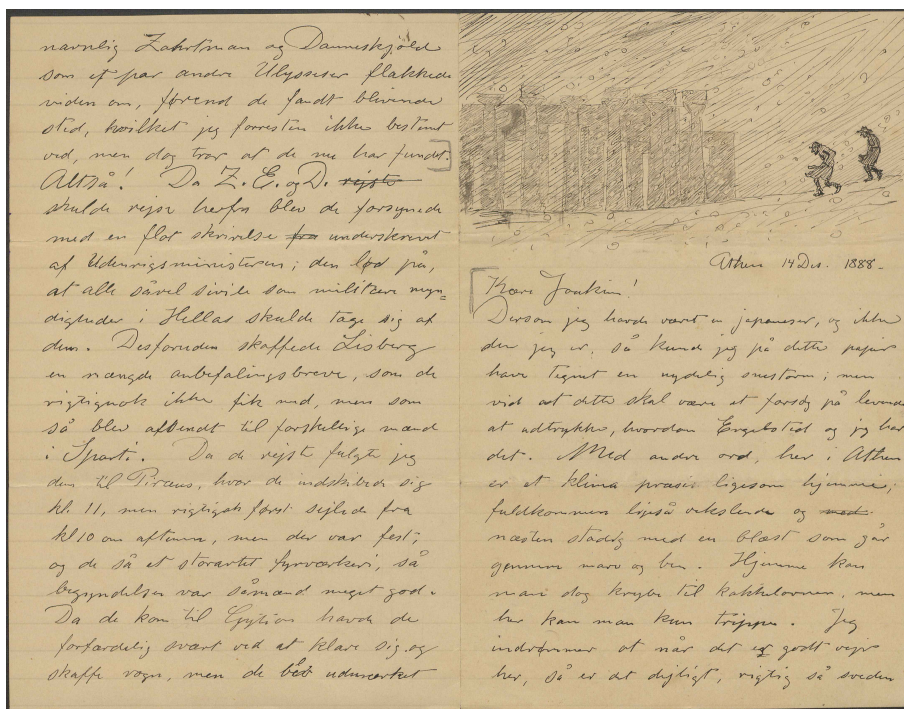 navnlig Zahrtman og Danneskjold
som et par andre Ulysseser flakkede
viden om, førend de fandt blivende
sted, hvilket jeg forresten ikke bestemt
ved, men dog tror at de nu har fundet.
Altså! Da Z. E. og D. rejste
skulde rejse herfra blev de forsynede
med en flot skrivelse fra underskrevet
af Udenrigsministeren; den lød på,
at alle såvel sivile som militære myn=
digheder i Hellas skulde tage sig af
dem. Desforuden skaffede Lisberg
en mængde anbefalingsbreve, som de
rigtignok ikke fik med, men som
så blev afsendt til forskellige mænd
i Sparti. Da de rejste fulgte jeg
dem til Piræus, hvor de indskibede sig
kl. 11, men rigtignok først sejlede fra
kl 10 om aftenen, men der var fest,
og de så et storartet fyrværkeri, så
begyndelsen var såmænd meget god.
Da de kom til Gytion havde de
forfærdelig svært ved at klare sig og
skaffe vogn, men de blev udmærket
Athen 14 Des. 1888.
Kære Joakim!
Dersom jeg havde vært en japaneser, og ikke
den jeg er, så kunde jeg på dette papir
have tegnet en nydelig snestorm; men
vid at dette skal være et forsøg på levende
at udtrykke, hvordan Engelsted og jeg har
det. Med andre ord, her i Athen
er et klima præsis ligesom hjemme;
fuldkommen ligeså vekslende og med
næsten stadig med en blæst som går
gennem marv og ben. Hjemme kan
man dog krybe til kakkelovnen, men
her kan man kun trippe. Jeg
indrømmer at når det er godt vejr
her, så er det dejligt, rigtig så sveden